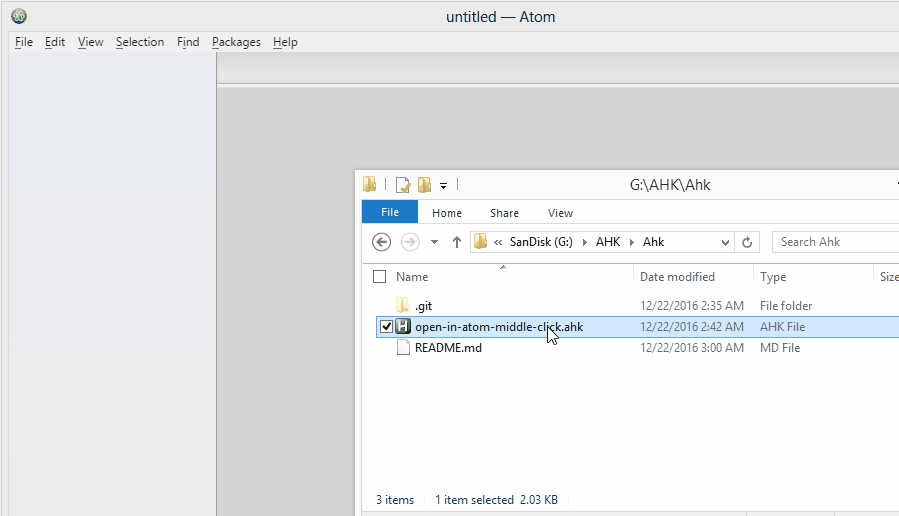 untitled — Atom
File Edit View Selection Find Packages Help
G:\AHK\Ahk
File Home Share View
« SanDisk (G:) AHK Ahk Search Ahk
Name Date modified Type Size
.git 12/22/2016 2:35 AM File folder
open-in-atom-middle-click.ahk 12/22/2016 2:42 AM AHK File
README.md 12/22/2016 3:00 AM MD File
3 items 1 item selected 2.03 KB